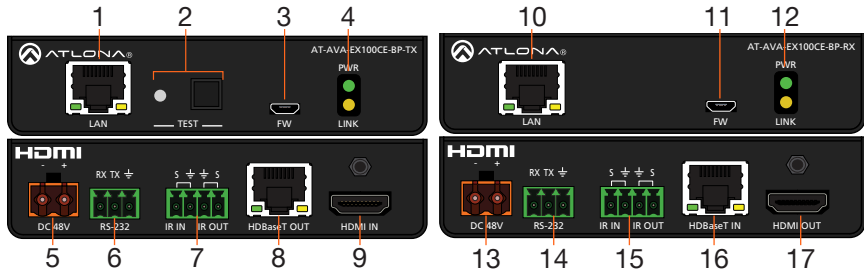 1 2 3 4
ATLONA®
AT-AVA-EX100CE-BP-TX
PWR
LAN TEST FW LINK
HDMI
- +
RX TX
S S
DC 48V RS-232 IR IN IR OUT HDBaseT OUT HDMI IN
5 6 7 8 9
10 11 12
ATLONA®
AT-AVA-EX100CE-BP-RX
PWR
LAN FW LINK
HDMI
- +
RX TX
S S
DC 48V RS-232 IR IN IR OUT HDBaseT IN HDMI OUT
13 14 15 16 17